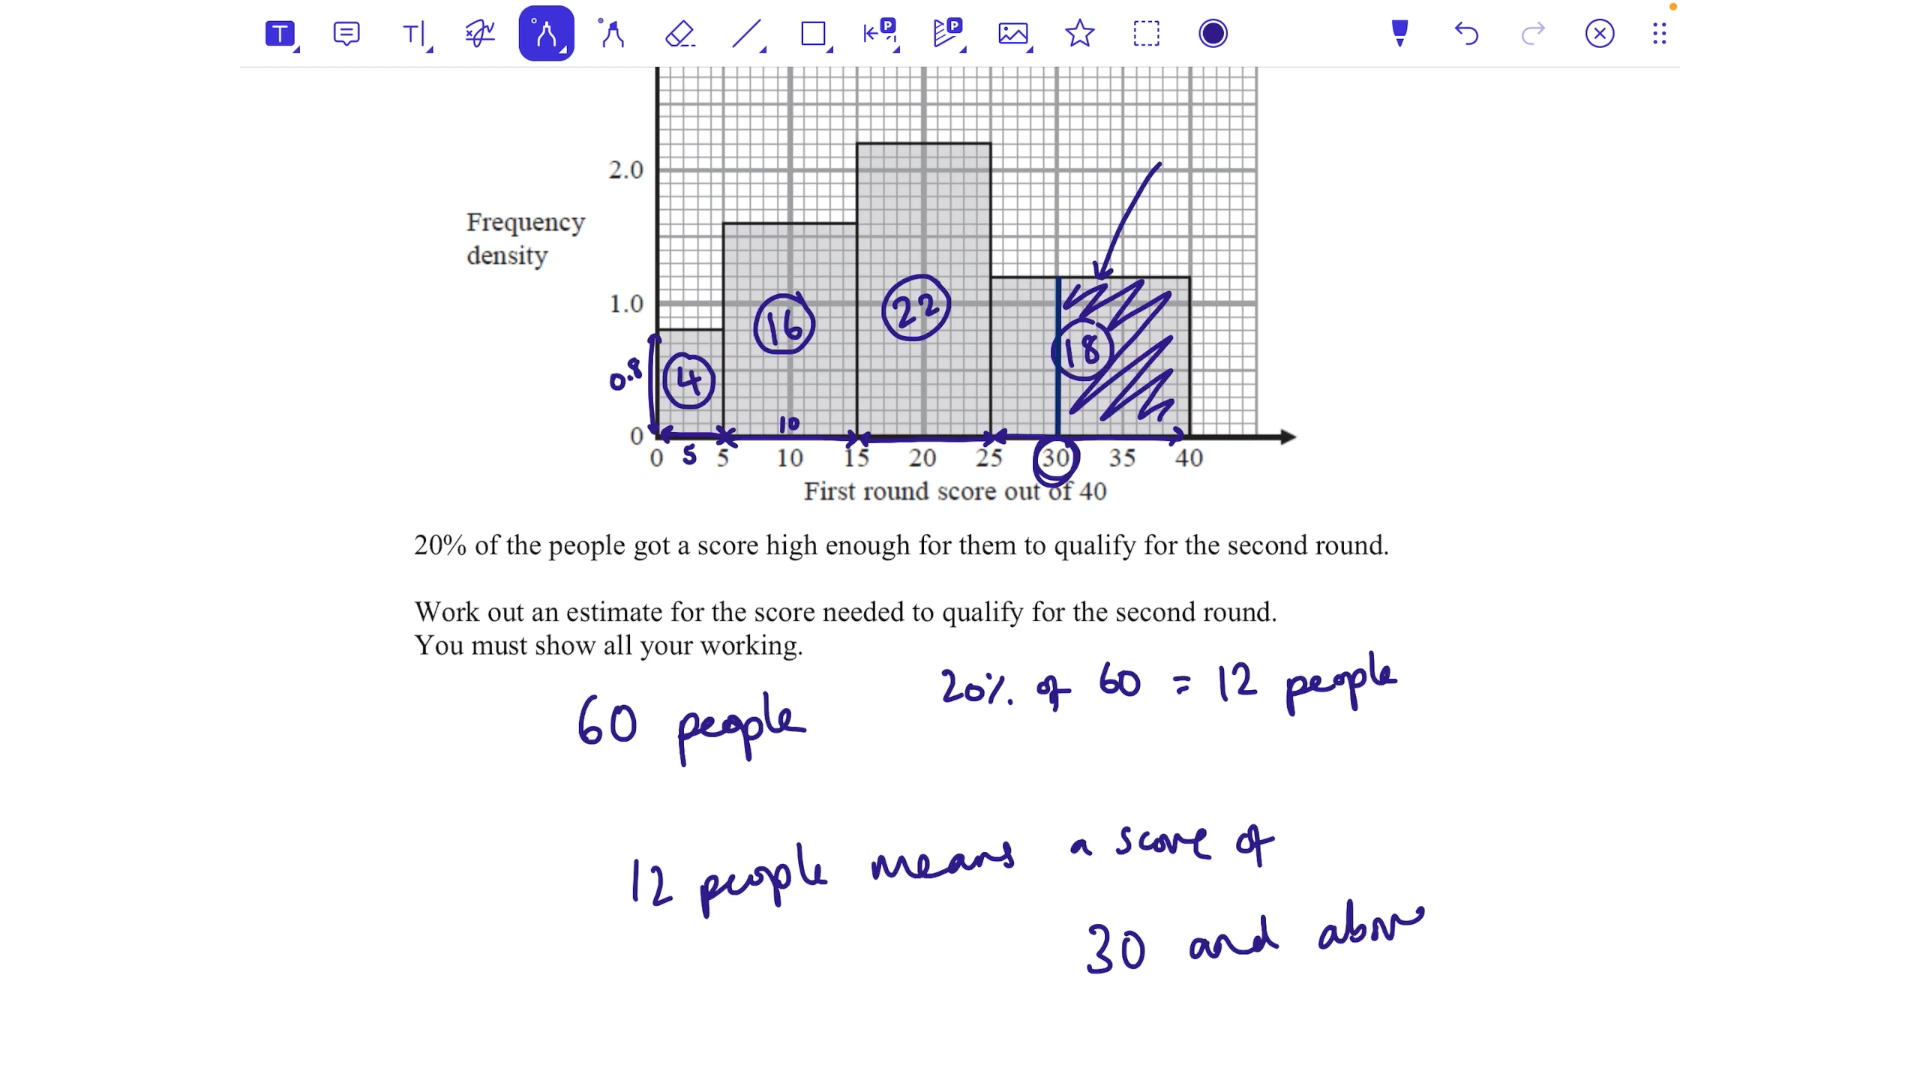 T T P P
2.0
Frequency
density
1.0
16
22
18
0.8
4
10
0
0 5 5 10 15 20 25 30 35 40
First round score out of 40
20% of the people got a score high enough for them to qualify for the second round.
Work out an estimate for the score needed to qualify for the second round.
You must show all your working.
60 people
20% of 60 = 12 people
12 people means a score of
30 and above